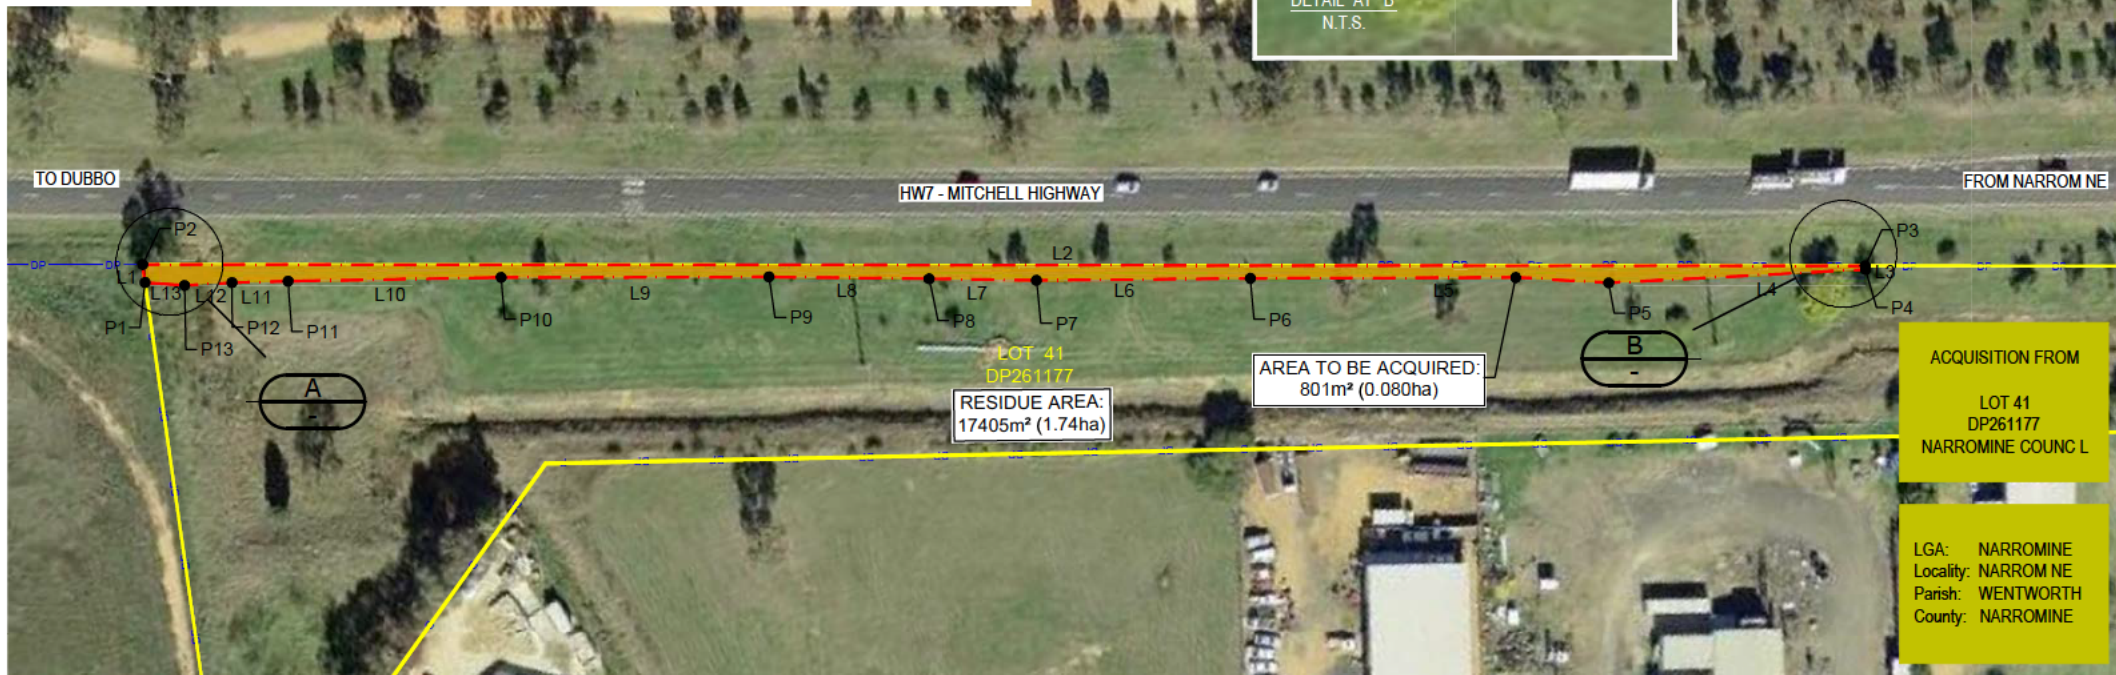 DETAIL AT B
N.T.S.
TO DUBBO
HW7 - MITCHELL HIGHWAY
FROM NARROM NE
P2
L2
P3
DP
DP
L1
L3
L13
L12
L11
L10
L9
L8
L7
L6
L5
L4
P1
P13
P12
P11
P10
P9
P8
P7
P6
P5
P4
A
-
B
-
LOT 41
DP261177
RESIDUE AREA:
17405m² (1.74ha)
AREA TO BE ACQUIRED:
801m² (0.080ha)
ACQUISITION FROM
LOT 41
DP261177
NARROMINE COUNC L
LGA: NARROMINE
Locality: NARROM NE
Parish: WENTWORTH
County: NARROMINE